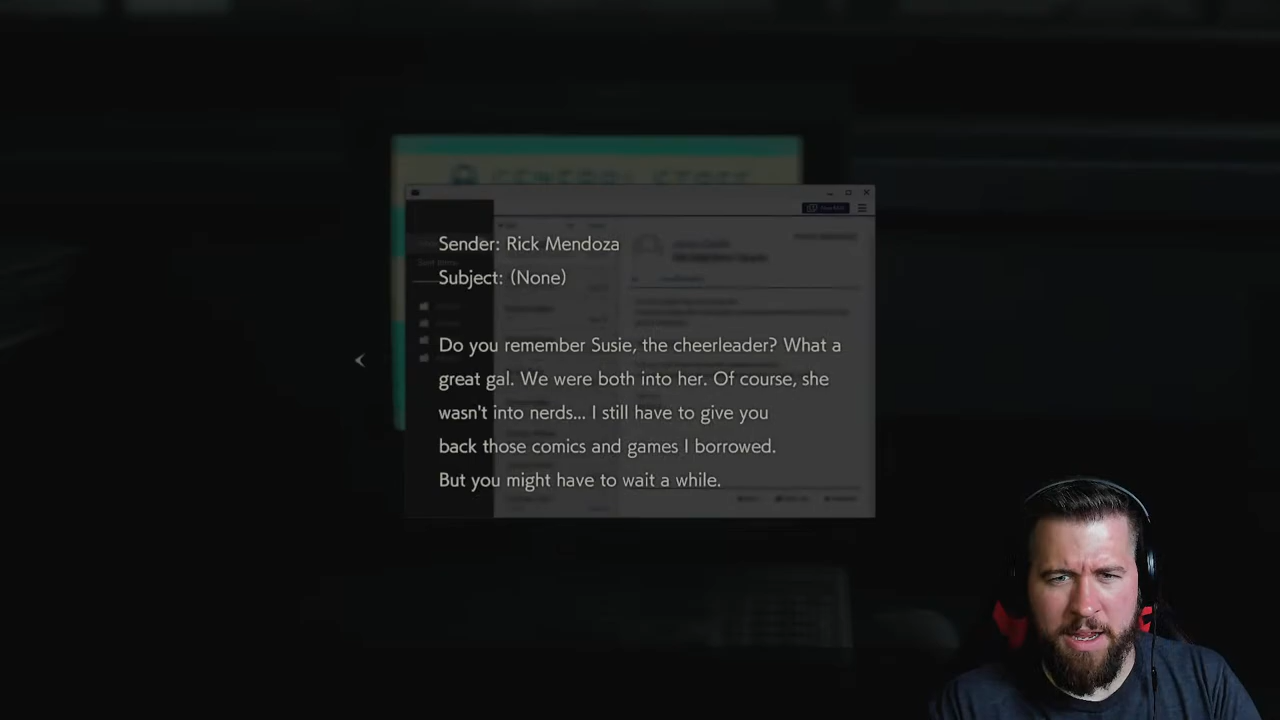 Sender: Rick Mendoza
Subject: (None)
Do you remember Susie, the cheerleader? What a
great gal. We were both into her. Of course, she
wasn't into nerds... I still have to give you
back those comics and games I borrowed.
But you might have to wait a while.